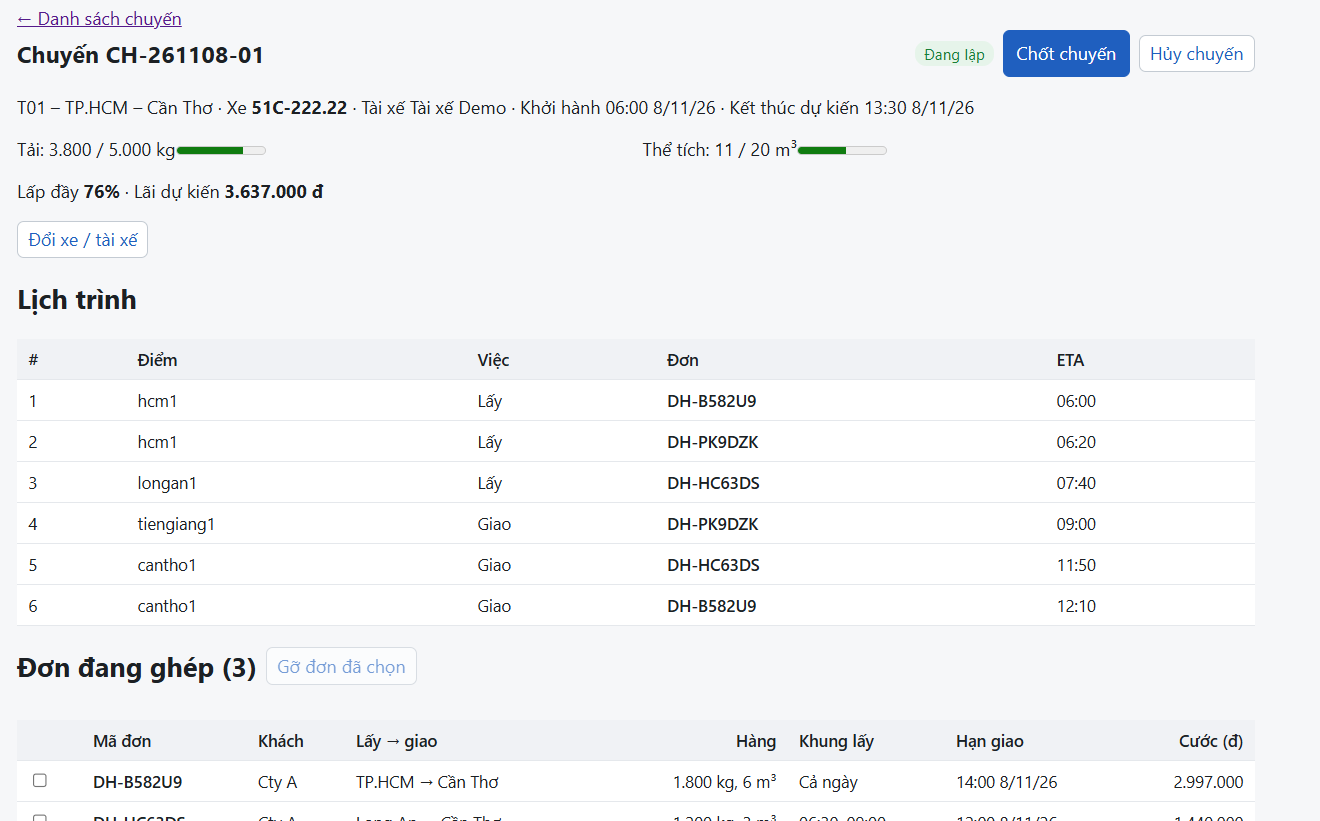 ← Danh sách chuyến
Chuyến CH-261108-01
Đang lập
Chốt chuyến
Hủy chuyến
T01 – TP.HCM – Cần Thơ · Xe 51C-222.22 · Tài xế Tài xế Demo · Khởi hành 06:00 8/11/26 · Kết thúc dự kiến 13:30 8/11/26
Tải: 3.800 / 5.000 kg
Thể tích: 11 / 20 m³
Lấp đầy 76% · Lãi dự kiến 3.637.000 đ
Đổi xe / tài xế
Lịch trình
# Điểm Việc Đơn ETA
1 hcm1 Lấy DH-B582U9 06:00
2 hcm1 Lấy DH-PK9DZK 06:20
3 longan1 Lấy DH-HC63DS 07:40
4 tiengiang1 Giao DH-PK9DZK 09:00
5 cantho1 Giao DH-HC63DS 11:50
6 cantho1 Giao DH-B582U9 12:10
Đơn đang ghép (3) Gỡ đơn đã chọn
Mã đơn Khách Lấy → giao Hàng Khung lấy Hạn giao Cước (đ)
DH-B582U9 Cty A TP.HCM → Cần Thơ 1.800 kg, 6 m³ Cả ngày 14:00 8/11/26 2.997.000
DH-HC63DS Cty A Long An → Cần Thơ